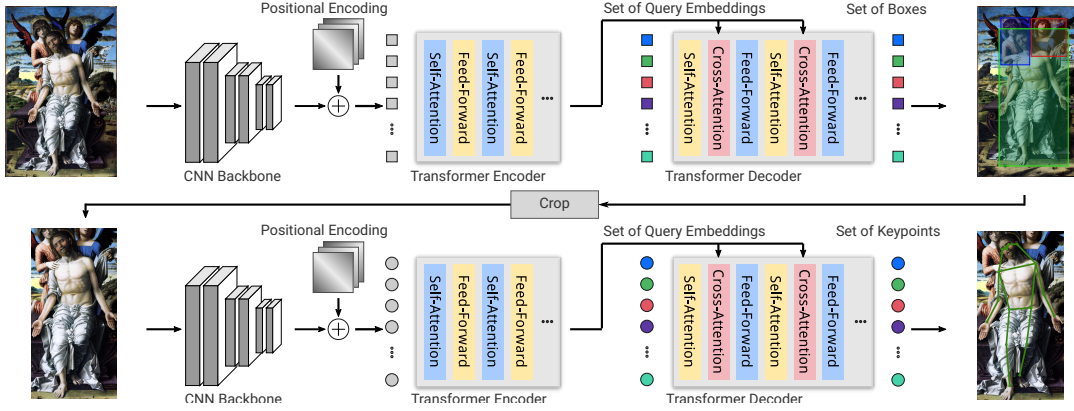 Positional Encoding
Set of Query Embeddings
Set of Boxes
Self-Attention
Feed-Forward
Self-Attention
Feed-Forward
...
Self-Attention
Cross-Attention
Feed-Forward
Self-Attention
Cross-Attention
Feed-Forward
...
CNN Backbone
Transformer Encoder
Transformer Decoder
Crop
Positional Encoding
Set of Query Embeddings
Set of Keypoints
Self-Attention
Feed-Forward
Self-Attention
Feed-Forward
...
Self-Attention
Cross-Attention
Feed-Forward
Self-Attention
Cross-Attention
Feed-Forward
...
CNN Backbone
Transformer Encoder
Transformer Decoder